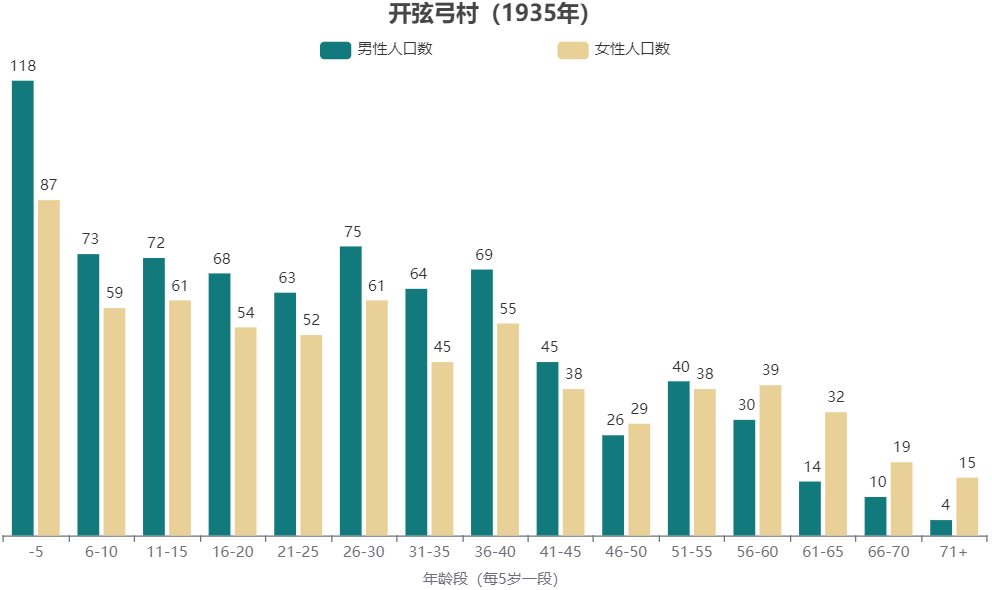 开弦弓村（1935年）
男性人口数 女性人口数
118 87 73 59 72 61 68 54 63 52 75 61 64 45 69 55 45 38 26 29 40 38 30 39 14 32 10 19 4 15
-5 6-10 11-15 16-20 21-25 26-30 31-35 36-40 41-45 46-50 51-55 56-60 61-65 66-70 71+
年龄段（每5岁一段）